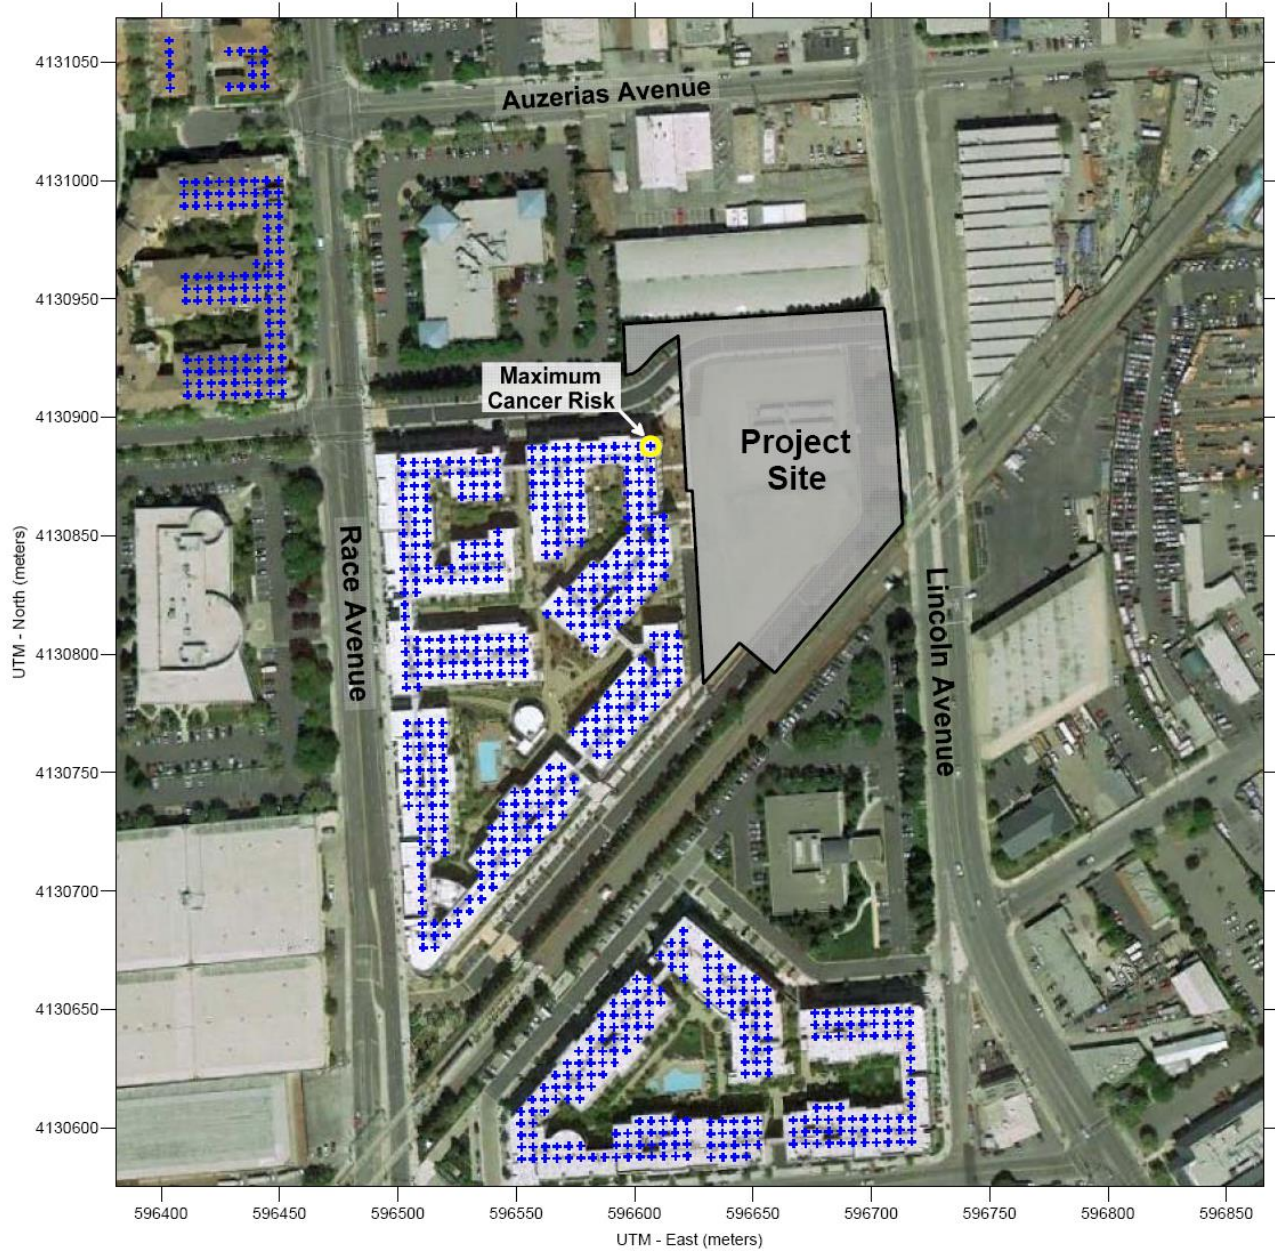 4131050
Auzerias Avenue
4131000
4130950
Maximum
Cancer Risk
4130900
Project
Site
4130850
Race Avenue
UTM - North (meters)
Lincoln Avenue
4130800
4130750
4130700
4130650
4130600
596400
596450
596500
596550
596600
596650
596700
596750
596800
596850
UTM - East (meters)